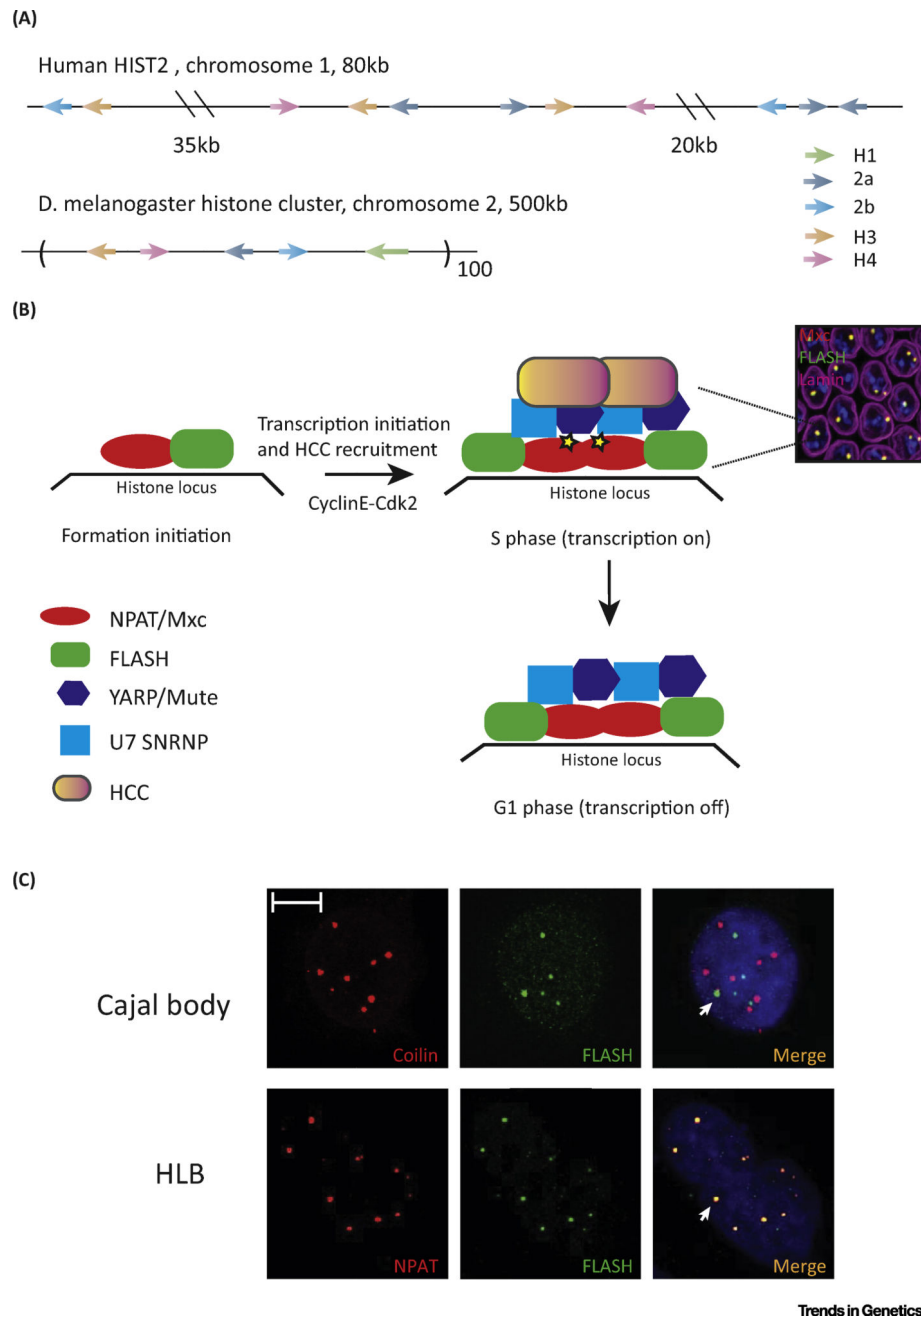 (A)
Human HIST2 , chromosome 1, 80kb
35kb
20kb
H1
2a
2b
H3
H4
D. melanogaster histone cluster, chromosome 2, 500kb
( ) 100
(B)
Mxc
FLASH
Lamin
Transcription initiation
and HCC recruitment
CyclinE-Cdk2
Histone locus
Formation initiation
Histone locus
S phase (transcription on)
NPAT/Mxc
FLASH
YARP/Mute
U7 SNRNP
HCC
Histone locus
G1 phase (transcription off)
(C)
Cajal body
Coilin
FLASH
Merge
HLB
NPAT
FLASH
Merge
Trends in Genetics